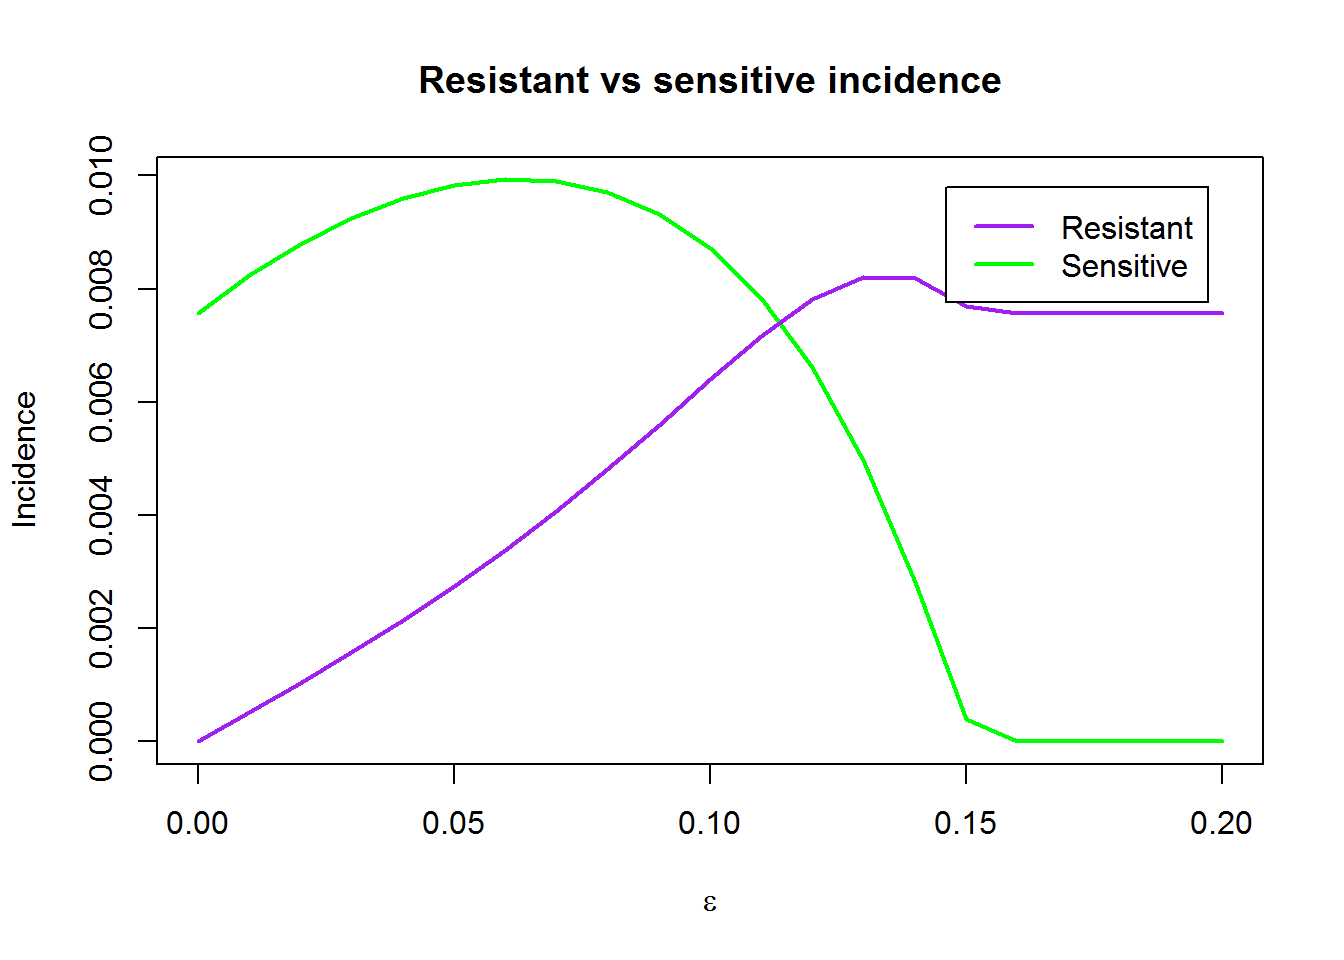 Resistant vs sensitive incidence
Incidence
0.010
0.008
0.006
0.004
0.002
0.000
Resistant
Sensitive
0.00 0.05 0.10 0.15 0.20
ε